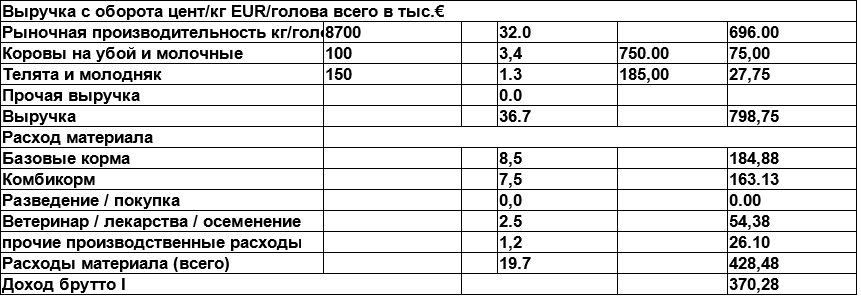 Выручка с оборота цент/кг EUR/голова всего в тыс.€
Рыночная производительность кг/голо 8700 32.0 696.00
Коровы на убой и молочные 100 3,4 750.00 75,00
Телята и молодняк 150 1.3 185,00 27,75
Прочая выручка 0.0
Выручка 36.7 798,75
Расход материала
Базовые корма 8,5 184,88
Комбикорм 7,5 163.13
Разведение / покупка 0,0 0.00
Ветеринар / лекарства / осеменение 2.5 54,38
прочие производственные расходы 1,2 26.10
Расходы материала (всего) 19.7 428,48
Доход брутто I 370,28